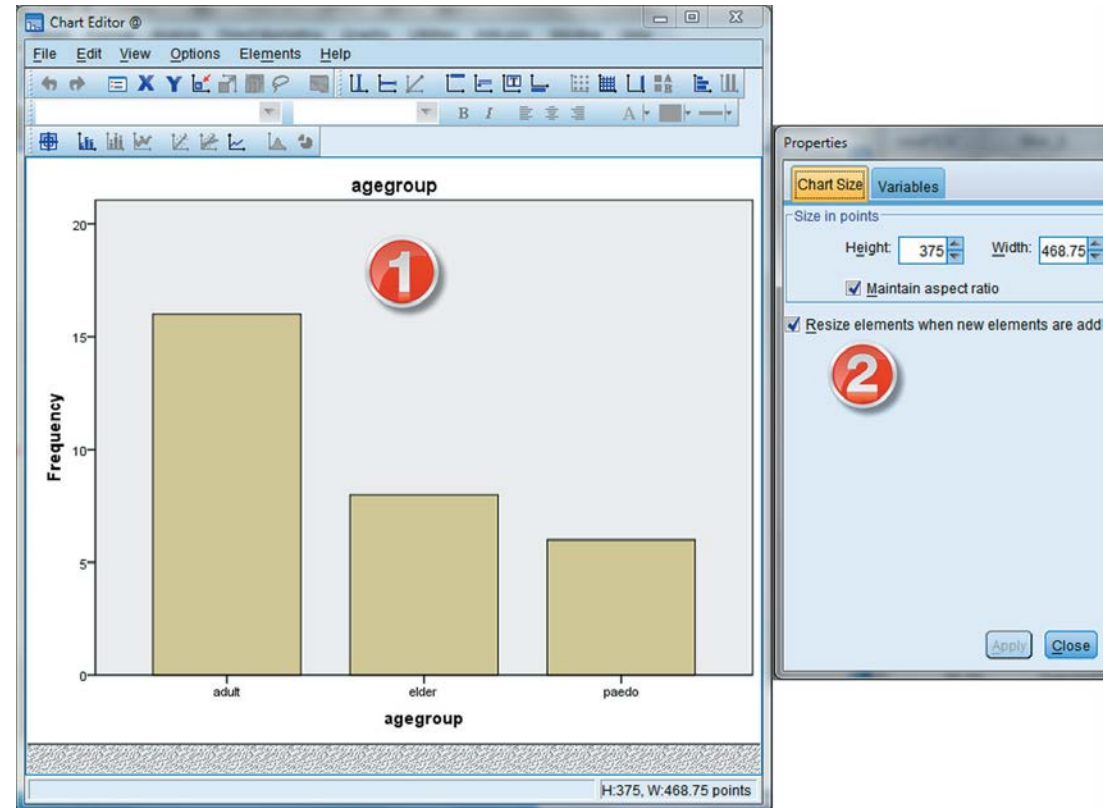 Chart Editor @
File Edit View Options Elements Help
X Y
B I A
agegroup
20
15
10
5
0
Frequency
adult elder paedo
agegroup
1
H:375, W:468.75 points
Properties
Chart Size Variables
Size in points
Height: 375 Width: 468.75
Maintain aspect ratio
Resize elements when new elements are add
2
Apply Close